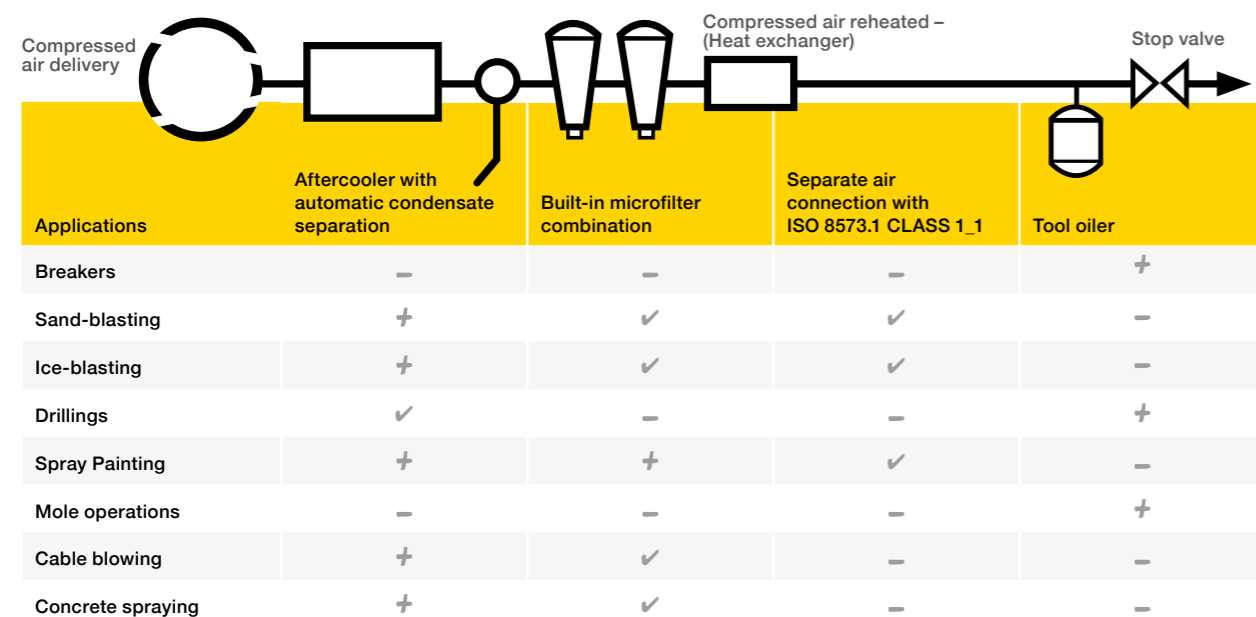 Compressed
air delivery
Compressed air reheated –
(Heat exchanger)
Stop valve
Applications
Aftercooler with
automatic condensate
separation
Built-in microfilter
combination
Separate air
connection with
ISO 8573.1 CLASS 1_1
Tool oiler
Breakers – – – +
Sand-blasting + ✓ ✓ –
Ice-blasting + ✓ ✓ –
Drillings ✓ – – +
Spray Painting + + ✓ –
Mole operations – – – +
Cable blowing + ✓ – –
Concrete spraying + ✓ – –